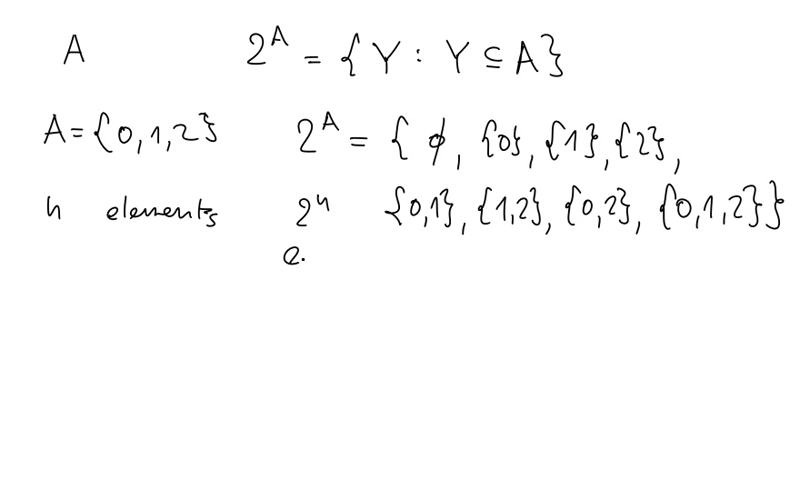 A 2^A = { Y : Y ⊆ A }
A = {0,1,2} 2^A = { ∅, {0}, {1}, {2},
n elements 2^n {0,1}, {1,2}, {0,2}, {0,1,2}}
e.